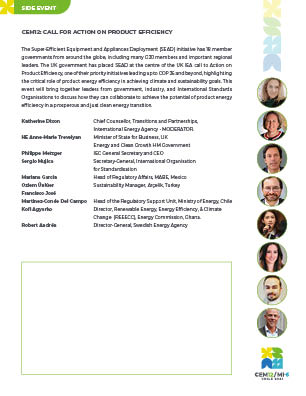 SIDE EVENT
CEM12: CALL FOR ACTION ON PRODUCT EFFICIENCY
The Super-Efficient Equipment and Appliances Deployment (SEAD) initiative has 18 member
governments from around the globe, including many G20 members and important regional
leaders. The UK government has placed SEAD at the centre of the UK IEA call to Action on
Product Efficiency, one of their priority initiatives leading up to COP 26 and beyond, highlighting
the critical role of product energy efficiency in achieving climate and sustainability goals. This
event will bring together leaders from government, industry, and International Standards
Organisations to discuss how they can collaborate to achieve the potential of product energy
efficiency in a prosperous and just clean energy transition.
Katherine Dixon Chief Counsellor, Transitions and Partnerships,
International Energy Agency - MODERATOR.
HE Anne-Marie Trevelyan Minister of State for Business, UK
Energy and Clean Growth HM Government
Philippe Metzger IEC General Secretary and CEO
Sergio Mujica Secretary-General, International Organisation
for Standardisation
Mariano García Head of Regulatory Affairs, MABE, Mexico
Ozlem Ünlüer Sustainability Manager, Arçelik, Turkey
Francisco José
Martinez-Conde Del Campo Head of the Regulatory Support Unit, Ministry of Energy, Chile
Kofi Agyarko Director, Renewable Energy, Energy Efficiency, & Climate
Change (REEECC), Energy Commission, Ghana.
Robert Andrén Director-General, Swedish Energy Agency
CEM12/MI-6
CHILE 2021